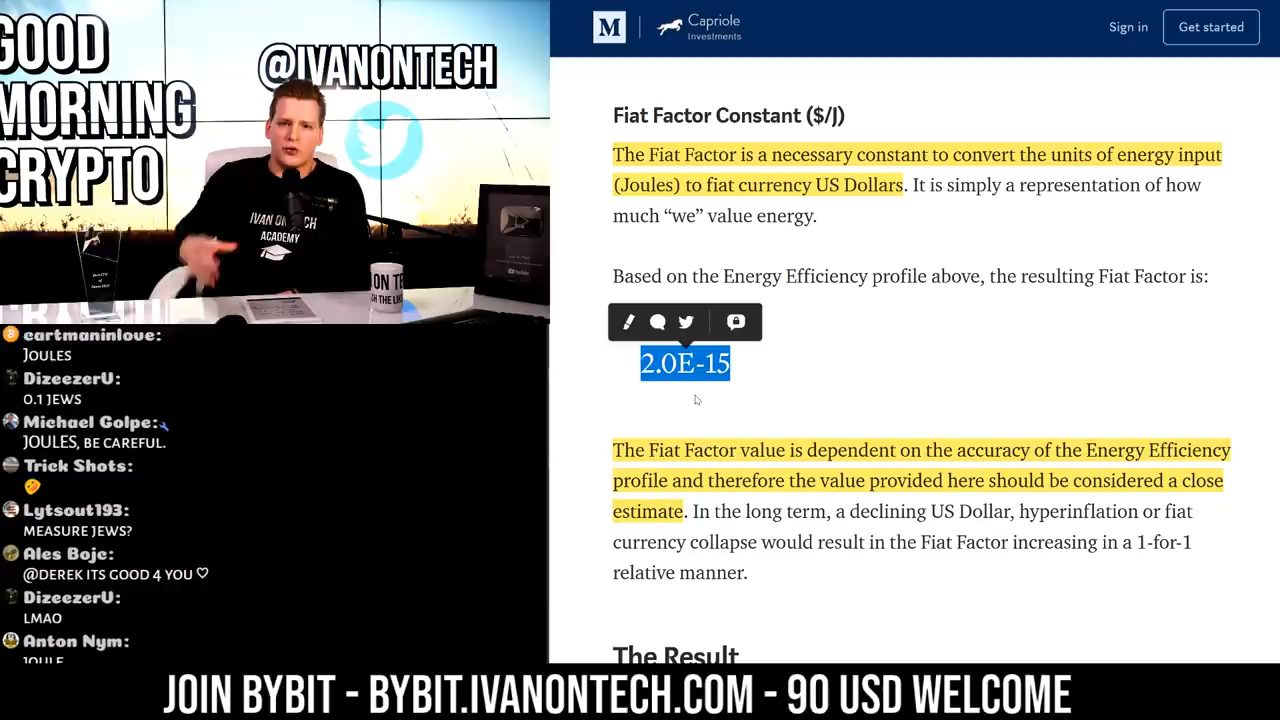 GOOD
MORNING
CRYPTO
@IVANONTECH
IVAN ON TECH
ACADEMY
cartmaninlove:
JOULES
DizeezerU:
0.1 JEWS
Michael Golpe:
JOULES, BE CAREFUL.
Trick Shots:
Lytsout193:
MEASURE JEWS?
Ales Boje:
@DEREK ITS GOOD 4 YOU ♡
DizeezerU:
LMAO
Anton Nym:
JOULE
M
Capriole
Investments
Sign in
Get started
Fiat Factor Constant ($/J)
The Fiat Factor is a necessary constant to convert the units of energy input
(Joules) to fiat currency US Dollars. It is simply a representation of how
much “we” value energy.
Based on the Energy Efficiency profile above, the resulting Fiat Factor is:
2.0E-15
The Fiat Factor value is dependent on the accuracy of the Energy Efficiency
profile and therefore the value provided here should be considered a close
estimate. In the long term, a declining US Dollar, hyperinflation or fiat
currency collapse would result in the Fiat Factor increasing in a 1-for-1
relative manner.
The Result
JOIN BYBIT - BYBIT.IVANONTECH.COM - 90 USD WELCOME